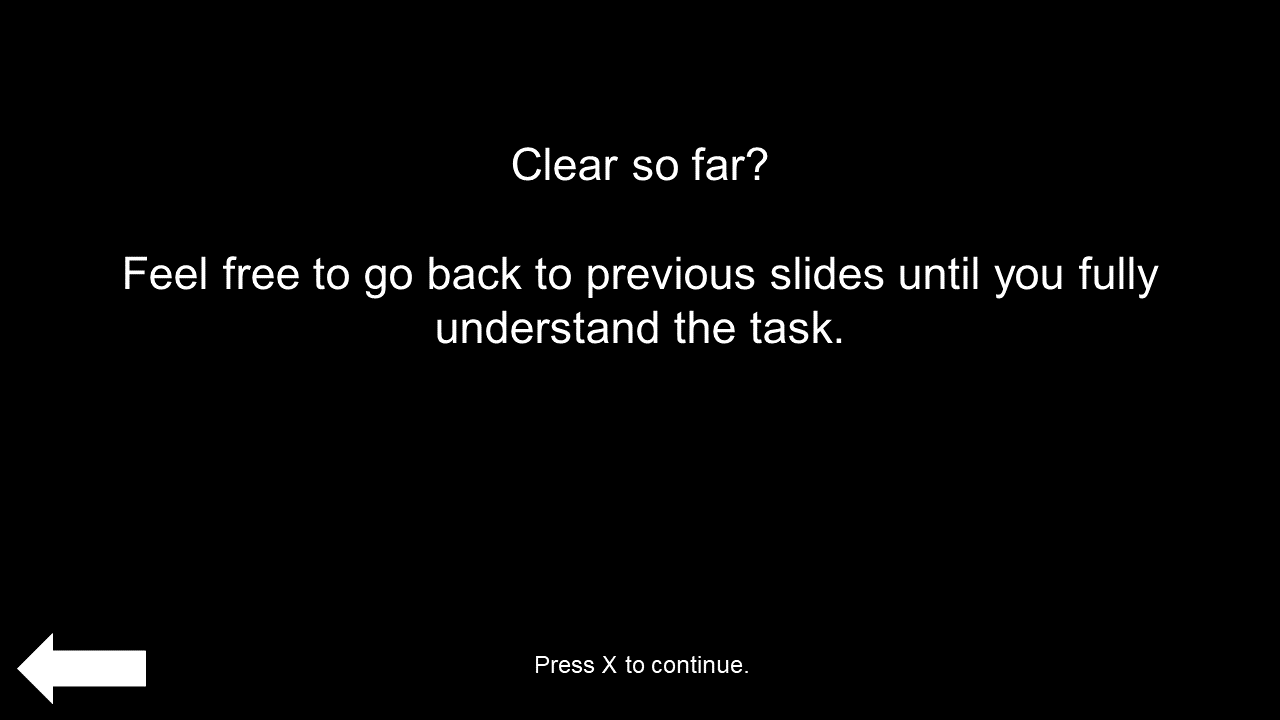 Clear so far?
Feel free to go back to previous slides until you fully
understand the task.
Press X to continue.